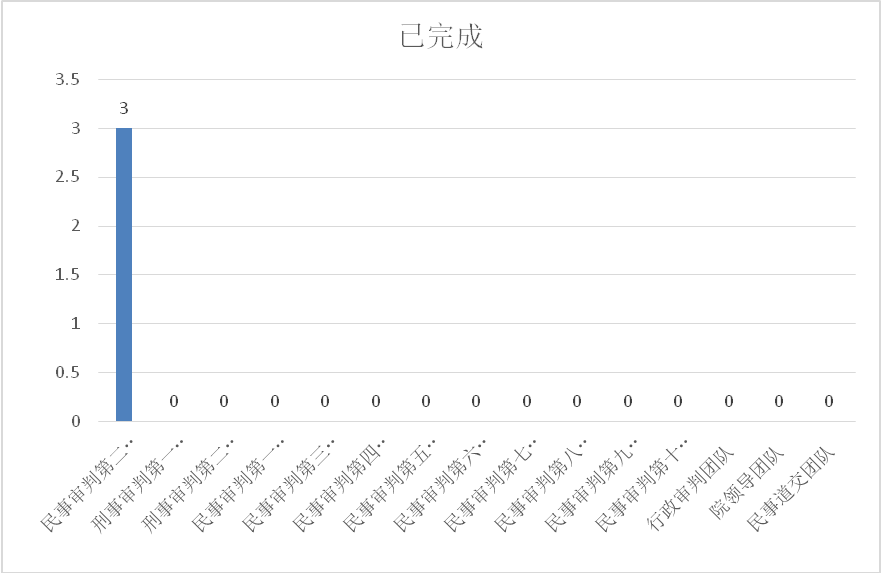 已完成
3.5
3
2.5
2
1.5
1
0.5
0
3
0
0
0
0
0
0
0
0
0
0
0
0
0
0
民事审判第二…
刑事审判第一…
刑事审判第二…
民事审判第一…
民事审判第三…
民事审判第四…
民事审判第五…
民事审判第六…
民事审判第七…
民事审判第八…
民事审判第九…
民事审判第十…
行政审判团队
院领导团队
民事道交团队